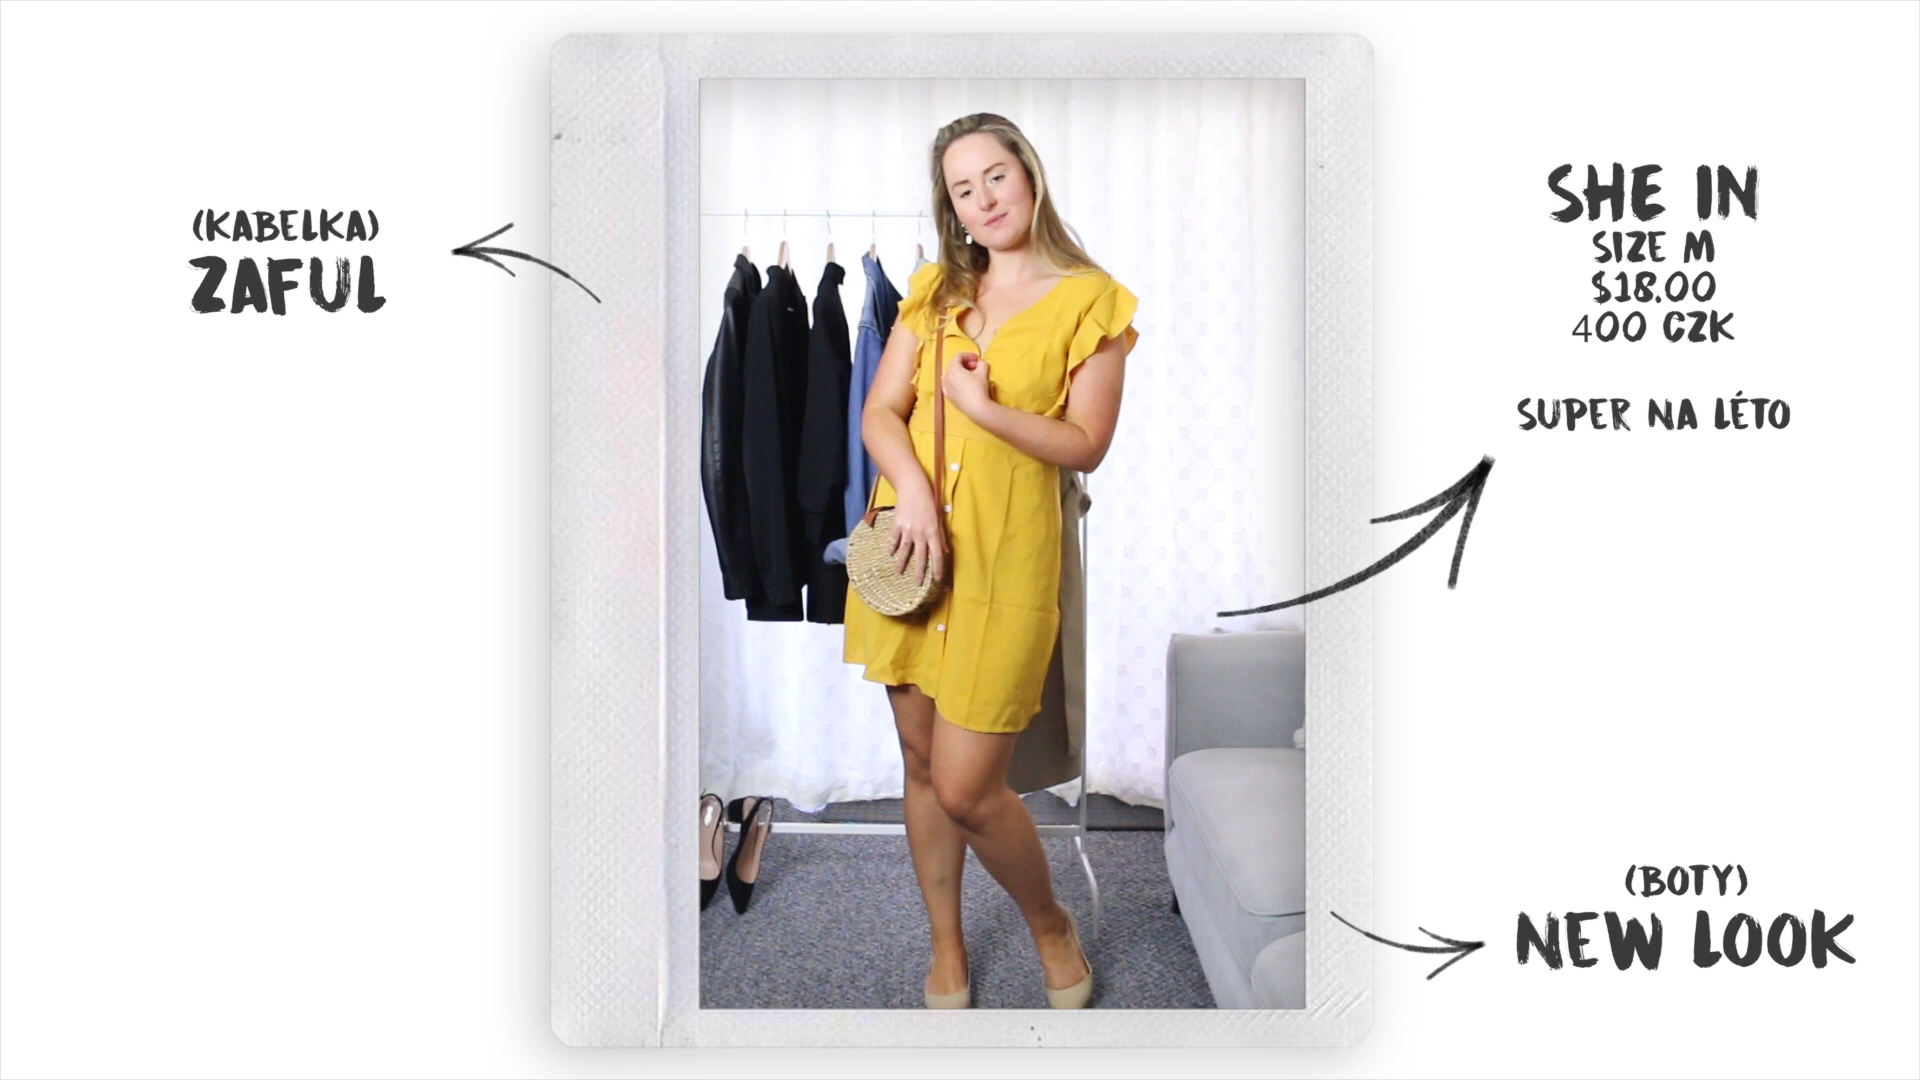 (KABELKA)
ZAFUL
SHE IN
SIZE M
$18.00
400 CZK
SUPER NA LÉTO
(BOTY)
NEW LOOK